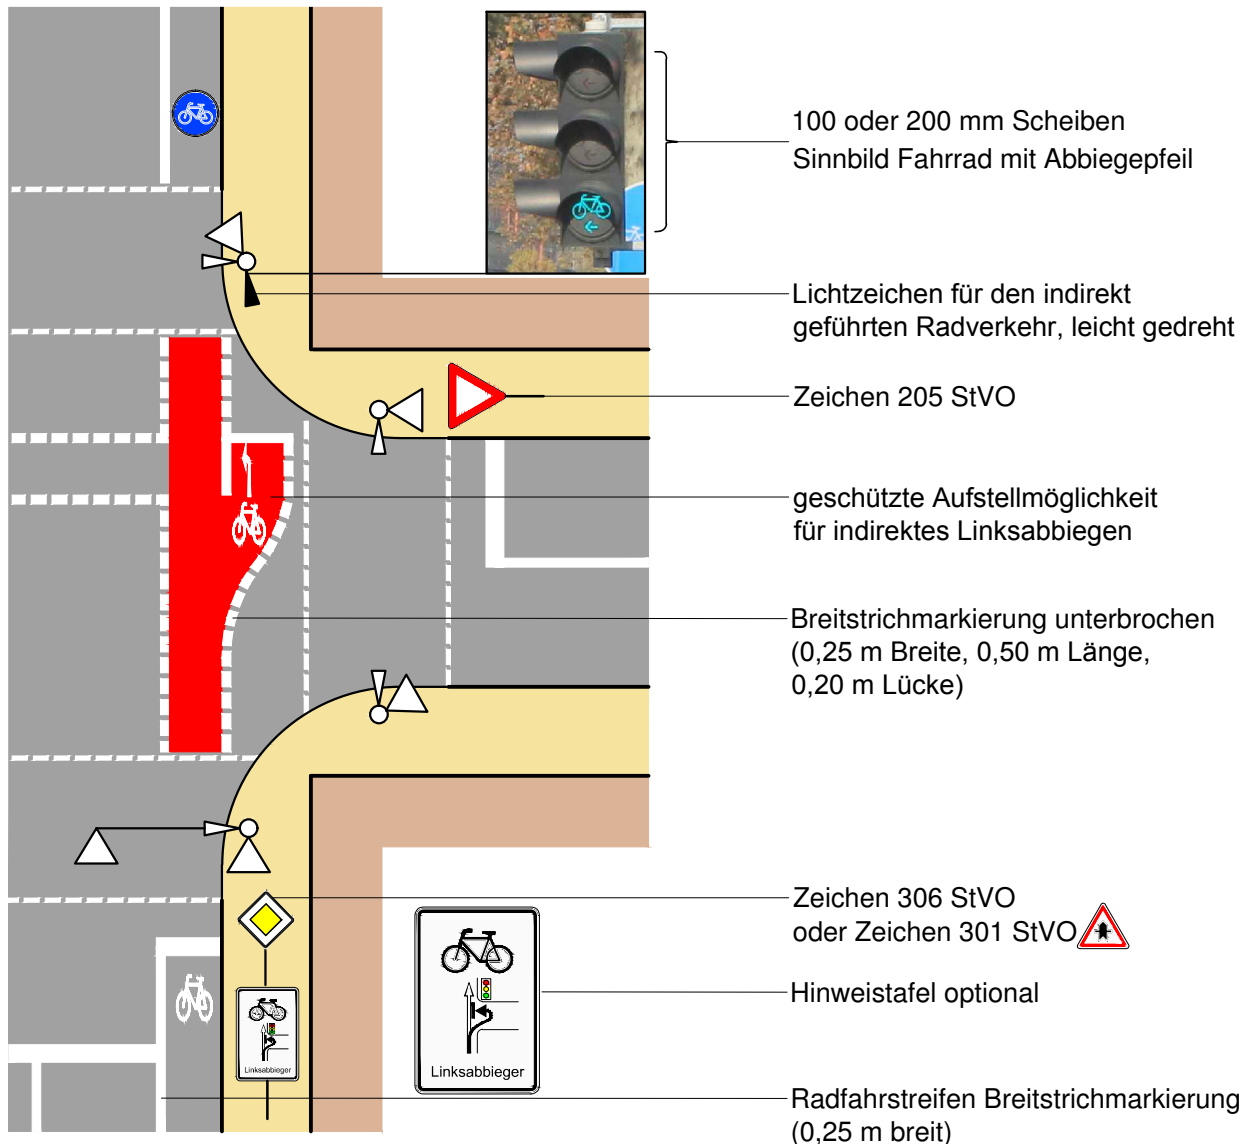 100 oder 200 mm Scheiben
Sinnbild Fahrrad mit Abbiegepfeil
Lichtzeichen für den indirekt
geführten Radverkehr, leicht gedreht
Zeichen 205 StVO
geschützte Aufstellmöglichkeit
für indirektes Linksabbiegen
Breitstrichmarkierung unterbrochen
(0,25 m Breite, 0,50 m Länge,
0,20 m Lücke)
Zeichen 306 StVO
oder Zeichen 301 StVO
Hinweistafel optional
Linksabbieger
Linksabbieger
Radfahrstreifen Breitstrichmarkierung
(0,25 m breit)